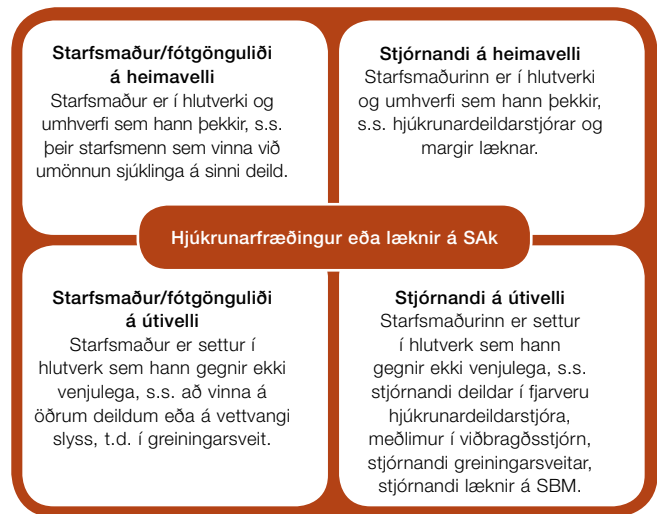 Starfsmaður/fótgönguliði
á heimavelli
Starfsmaður er í hlutverki og
umhverfi sem hann þekkir, s.s.
þeir starfsmenn sem vinna við
umönnun sjúklinga á sinni deild.
Stjórnandi á heimavelli
Starfsmaðurinn er í hlutverki
og umhverfi sem hann þekkir,
s.s. hjúkrunardeildarstjórar og
margir læknar.
Hjúkrunarfræðingur eða læknir á SAk
Starfsmaður/fótgönguliði
á útivelli
Starfsmaður er settur í
hlutverk sem hann gegnir ekki
venjulega, s.s. að vinna á
öðrum deildum eða á vettvangi
slyss, t.d. í greiningarsveit.
Stjórnandi á útivelli
Starfsmaðurinn er settur
í hlutverk sem hann
gegnir ekki venjulega, s.s.
stjórnandi deildar í fjarveru
hjúkrunardeildarstjóra,
meðlimur í viðbragðsstjórn,
stjórnandi greiningarsveitar,
stjórnandi læknir á SBM.